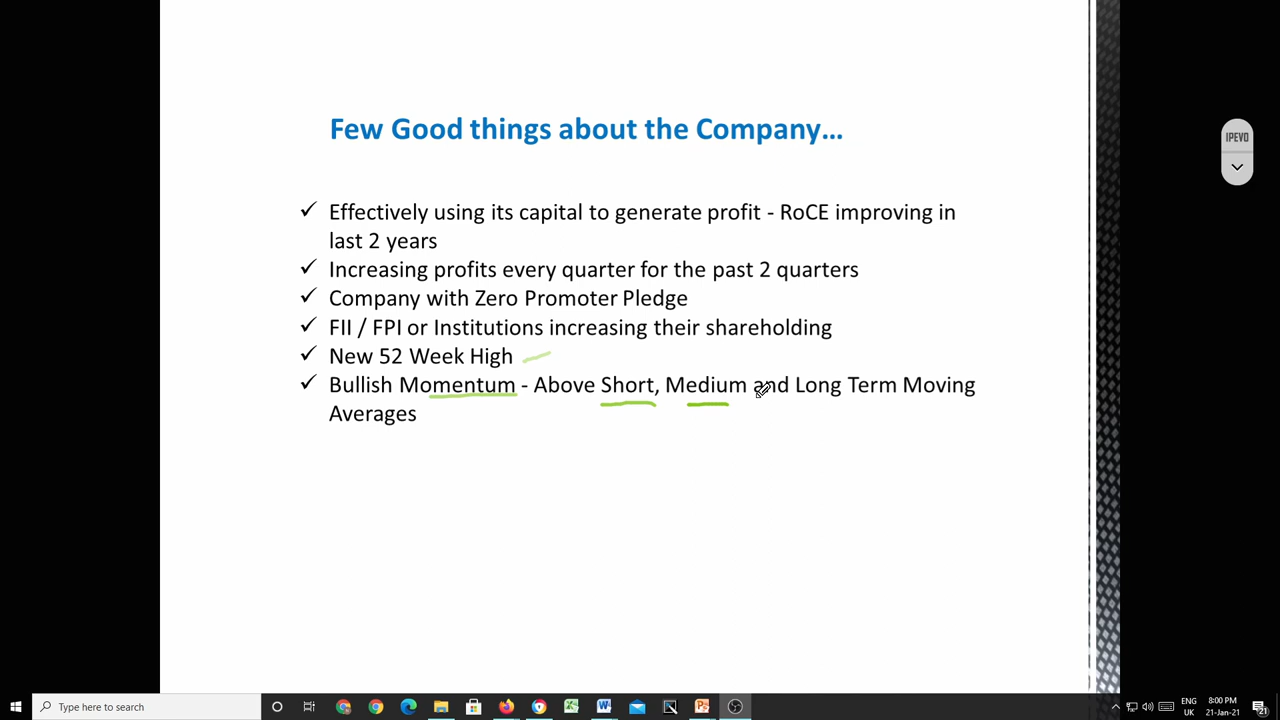 Few Good things about the Company...
✓ Effectively using its capital to generate profit - RoCE improving in
last 2 years
✓ Increasing profits every quarter for the past 2 quarters
✓ Company with Zero Promoter Pledge
✓ FII / FPI or Institutions increasing their shareholding
✓ New 52 Week High
✓ Bullish Momentum - Above Short, Medium and Long Term Moving
Averages
IPEVO
Type here to search
ENG
UK
8:00 PM
21-Jan-21
21